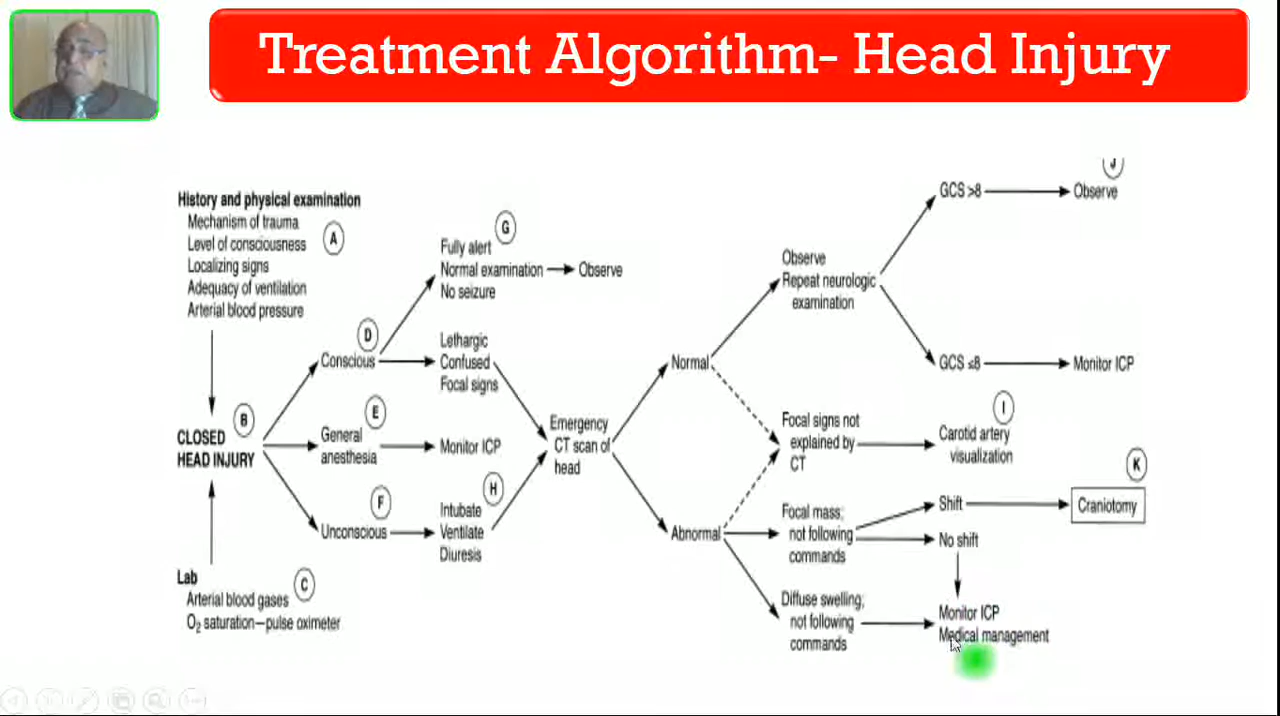 Treatment Algorithm- Head Injury
History and physical examination
Mechanism of trauma
Level of consciousness
Localizing signs
Adequacy of ventilation
Arterial blood pressure
A
CLOSED
HEAD INJURY
B
Lab
Arterial blood gases
O2 saturation—pulse oximeter
C
Conscious
D
General
anesthesia
E
Unconscious
F
Fully alert
Normal examination
No seizure
G
Observe
Lethargic
Confused
Focal signs
Monitor ICP
Intubate
Ventilate
Diuresis
H
Emergency
CT scan of
head
Normal
Abnormal
Observe
Repeat neurologic
examination
GCS >8
Observe
J
GCS ≤8
Monitor ICP
Focal signs not
explained by
CT
Carotid artery
visualization
I
Focal mass;
not following
commands
Shift
Craniotomy
K
No shift
Diffuse swelling;
not following
commands
Monitor ICP
Medical management